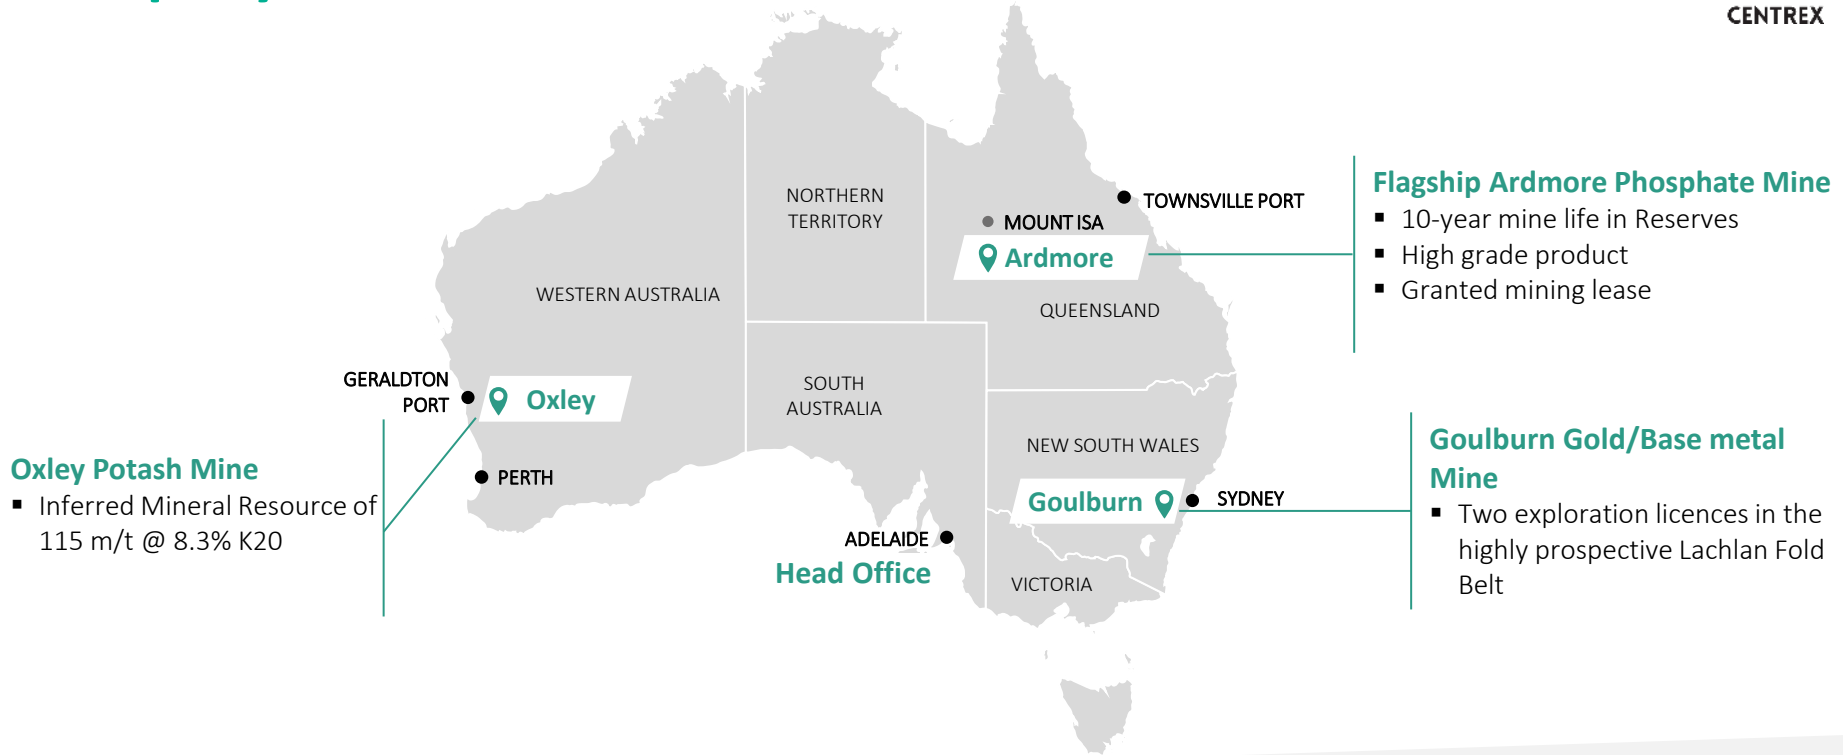 CENTREX
NORTHERN
TERRITORY
TOWNSVILLE PORT
MOUNT ISA
Ardmore
QUEENSLAND
WESTERN AUSTRALIA
Flagship Ardmore Phosphate Mine
▪ 10-year mine life in Reserves
▪ High grade product
▪ Granted mining lease
GERALDTON
PORT
Oxley
SOUTH
AUSTRALIA
Oxley Potash Mine
▪ Inferred Mineral Resource of
115 m/t @ 8.3% K20
PERTH
NEW SOUTH WALES
Goulburn
SYDNEY
ADELAIDE
Head Office
VICTORIA
Goulburn Gold/Base metal
Mine
▪ Two exploration licences in the
highly prospective Lachlan Fold
Belt